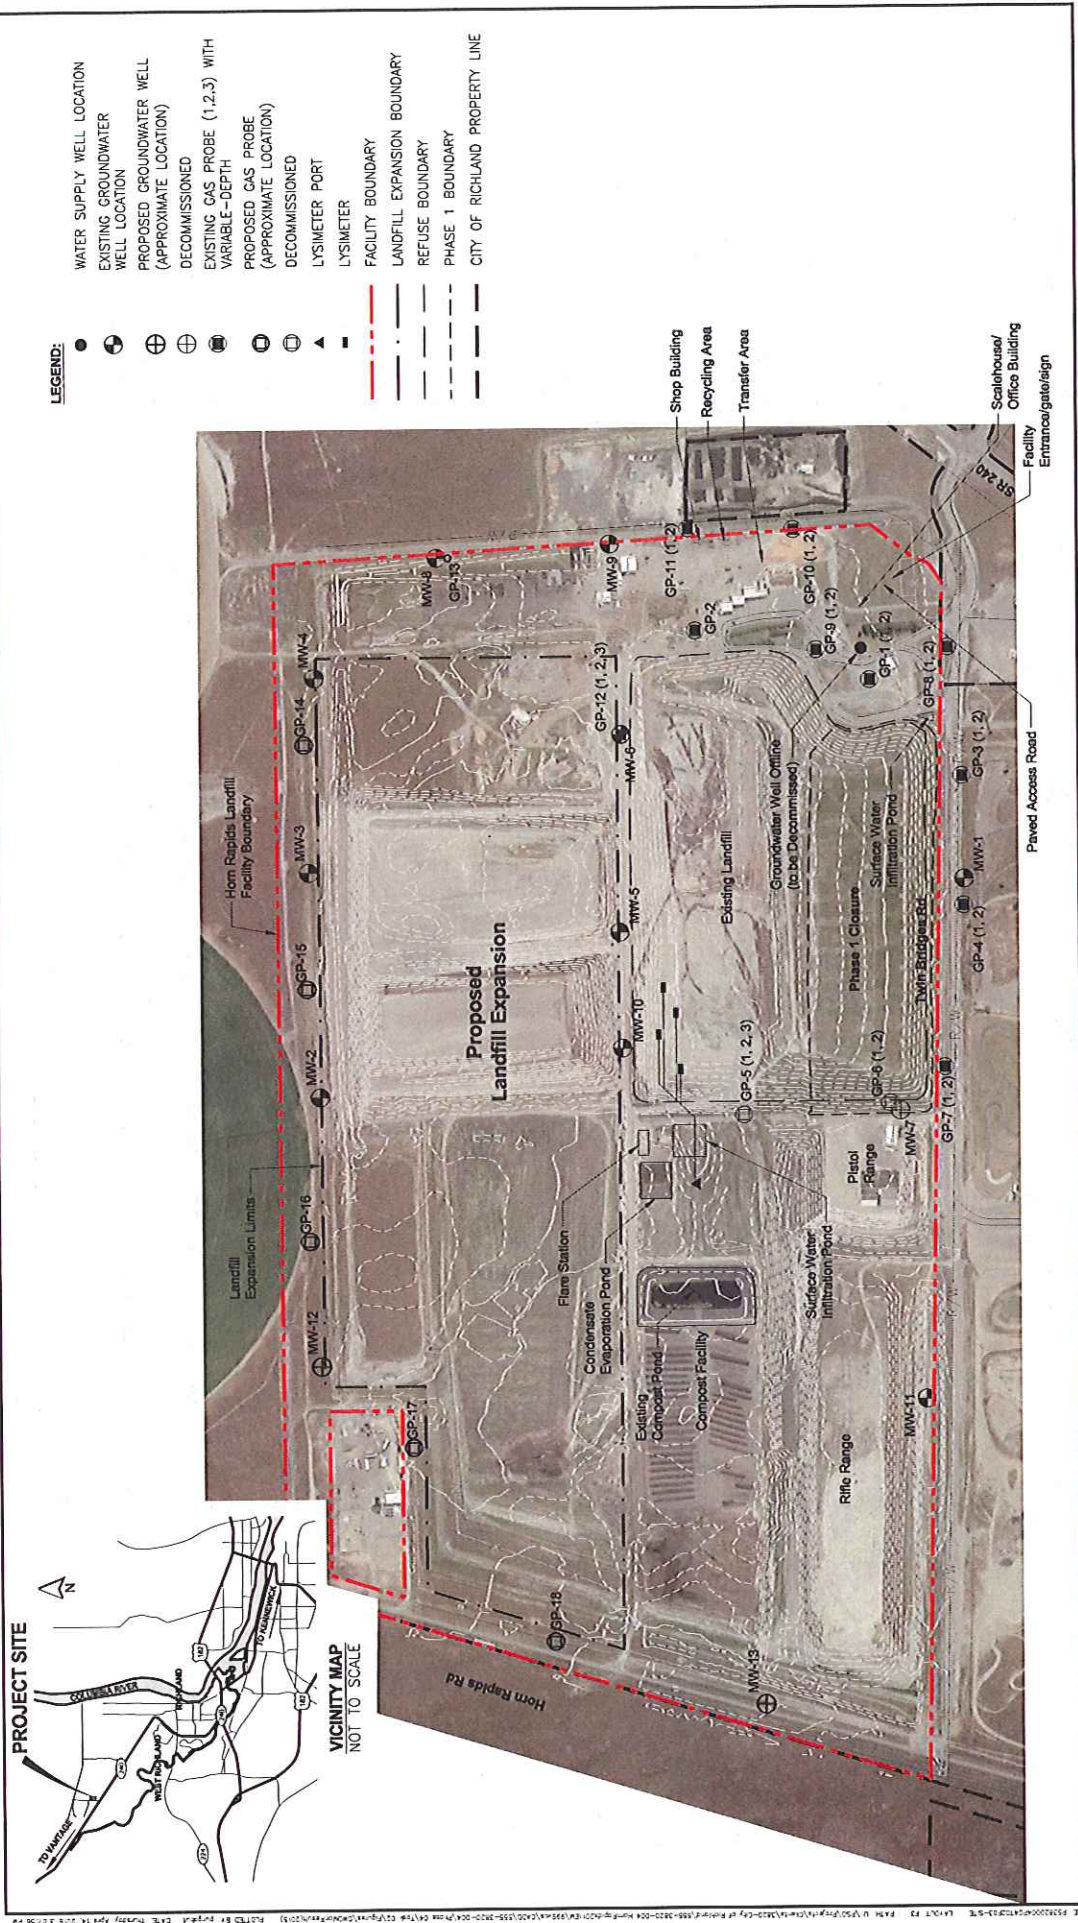 PROJECT SITE
N
TO VANTAGE
240
COLUMBIA RIVER
WEST RICHLAND
RICHLAND
182
240
224
182
TO KENNEWICK
VICINITY MAP
NOT TO SCALE
LEGEND:
WATER SUPPLY WELL LOCATION
EXISTING GROUNDWATER
WELL LOCATION
PROPOSED GROUNDWATER WELL
(APPROXIMATE LOCATION)
DECOMMISSIONED
EXISTING GAS PROBE (1,2,3) WITH
VARIABLE-DEPTH
PROPOSED GAS PROBE
(APPROXIMATE LOCATION)
DECOMMISSIONED
LYSIMETER PORT
LYSIMETER
FACILITY BOUNDARY
LANDFILL EXPANSION BOUNDARY
REFUSE BOUNDARY
PHASE 1 BOUNDARY
CITY OF RICHLAND PROPERTY LINE
Landfill
Expansion Limits
Horn Rapids Landfill
Facility Boundary
MW-12
GP-16
MW-2
GP-15
MW-3
GP-14
MW-4
GP-17
MW-8
GP-13
Proposed
Landfill Expansion
GP-18
Flare Station
Condensate
Evaporation Pond
MW-10
MW-5
MW-6
GP-12 (1, 2, 3)
MW-9
Shop Building
Recycling Area
Transfer Area
GP-11 (1, 2)
GP-2
Horn Rapids Rd
Existing
Compost Pond
Compost Facility
GP-5 (1, 2, 3)
Existing Landfill
Groundwater Well Offline
(to be Decommissed)
GP-10 (1, 2)
GP-9 (1, 2)
MW-13
Surface Water
Infiltration Pond
Rifle Range
Pistol
Range
GP-6 (1, 2)
Phase 1 Closure
Surface Water
Infiltration Pond
GP-1 (1, 2)
MW-11
MW-7
Twin Bridges Rd
GP-8 (1, 2)
GP-7 (1, 2)
GP-4 (1, 2)
MW-1
GP-3 (1, 2)
Scalehouse/
Office Building
SR 240
Facility
Entrance/gate/sign
Paved Access Road